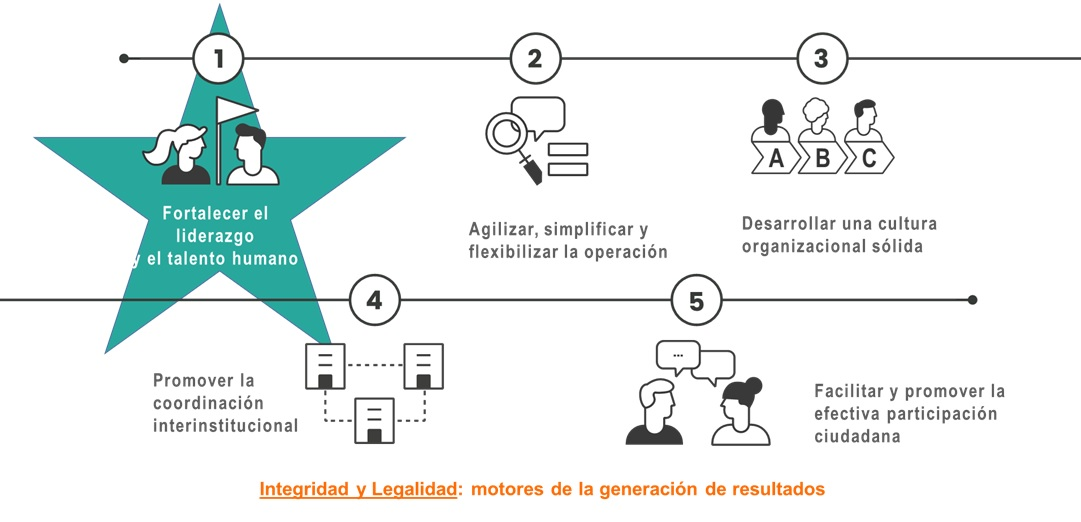 1
2
3
A B C
Fortalecer el
liderazgo
y el talento humano
Agilizar, simplificar y
flexibilizar la operación
Desarrollar una cultura
organizacional sólida
4
5
...
Promover la
coordinación
interinstitucional
Facilitar y promover la
efectiva participación
ciudadana
Integridad y Legalidad: motores de la generación de resultados